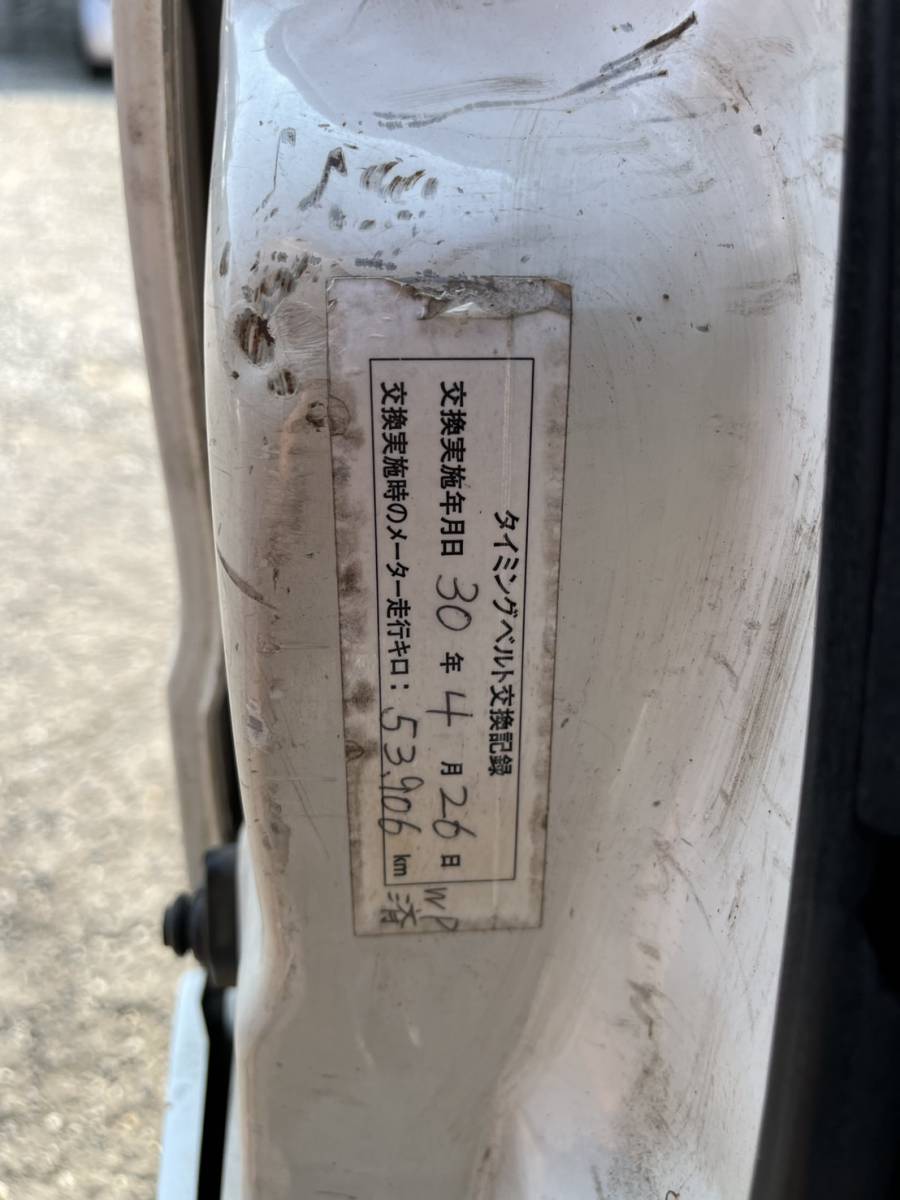 タイミングベルト交換記録
交換実施年月日 30 年 4 月 26 日 WP
交換実施時のメーター走行キロ: 53,906 km 済